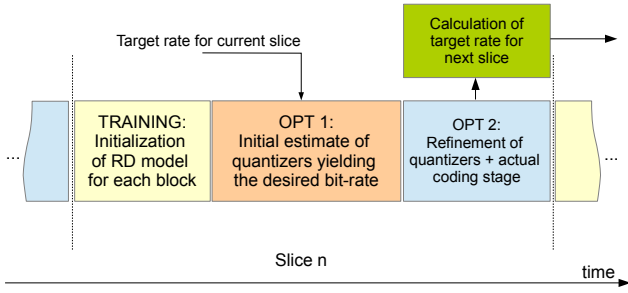 Calculation of
target rate for
next slice
Target rate for current slice
...
TRAINING:
Initialization
of RD model
for each block
OPT 1:
Initial estimate of
quantizers yielding
the desired bit-rate
OPT 2:
Refinement of
quantizers + actual
coding stage
...
Slice n
time